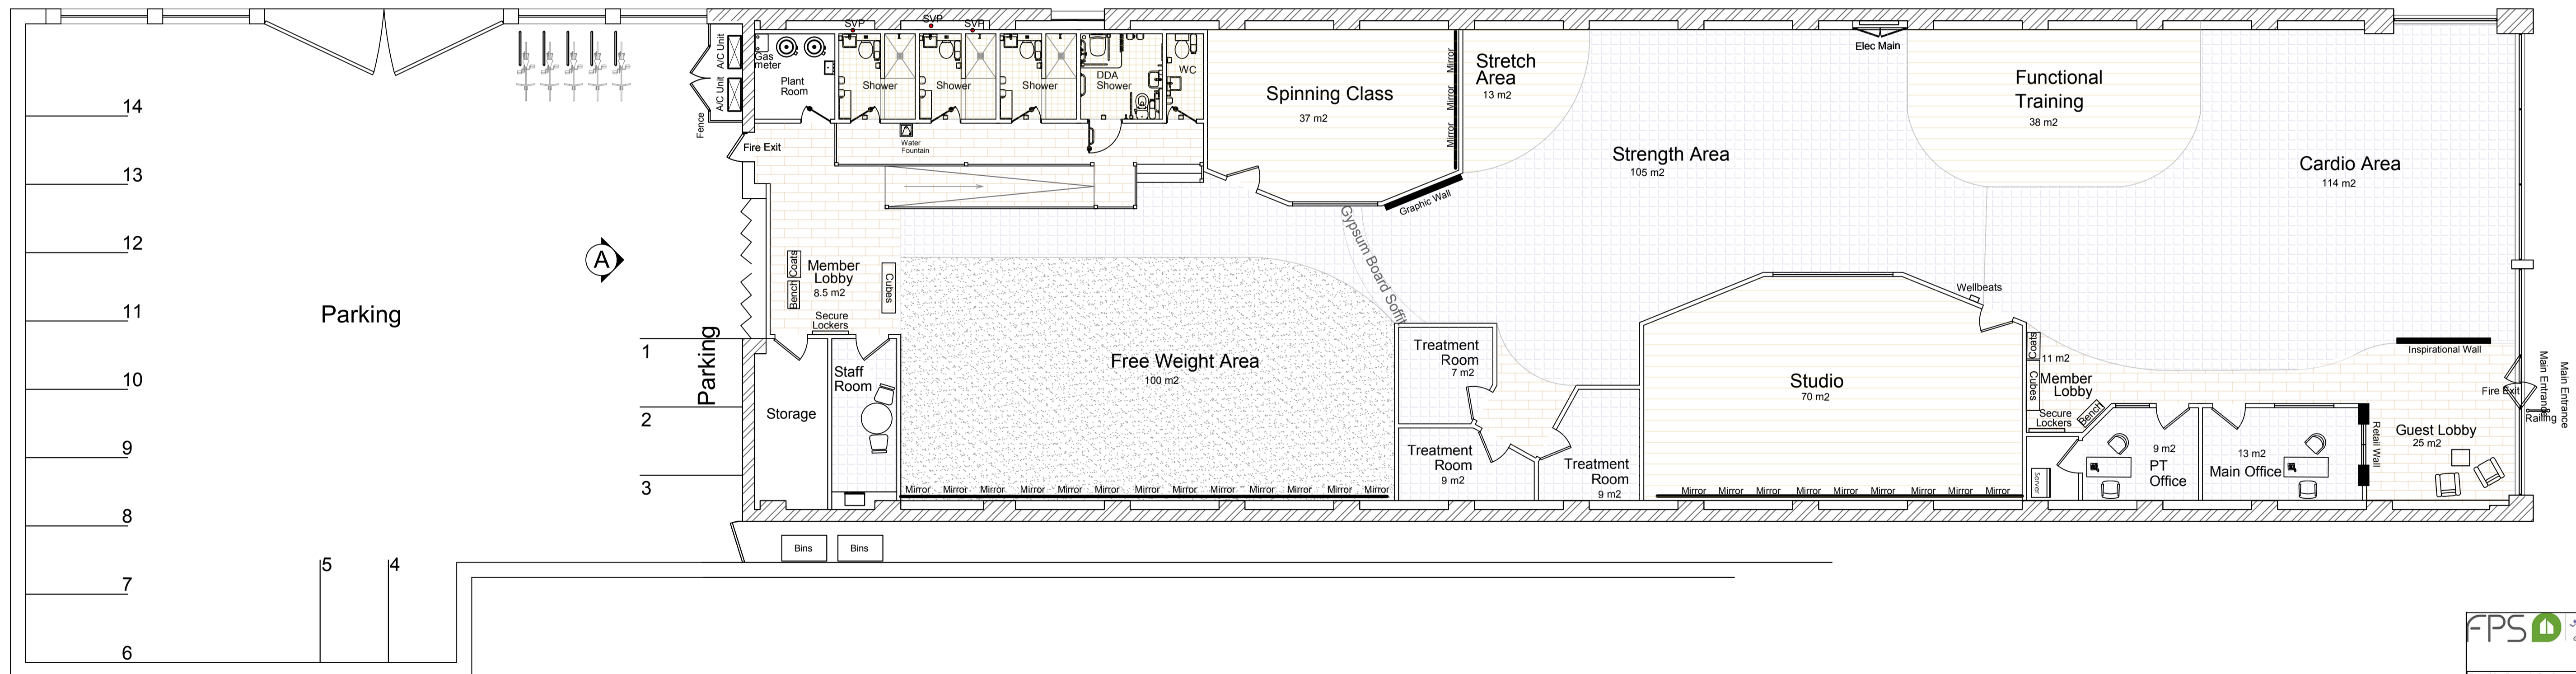 14
13
12
11
10
9
8
7
6
5
4
Parking
A
1
2
3
Parking
A/C Unit
A/C Unit
Fence
Gas
meter
Plant
Room
SVP
SVP
SVP
Shower
Shower
Shower
DDA
Shower
WC
Fire Exit
Water
Fountain
Coats
Bench
Member
Lobby
8.5 m2
Cubes
Secure
Lockers
Storage
Staff
Room
Bins
Bins
Spinning Class
37 m2
Mirror
Mirror
Mirror
Graphic Wall
Gypsum Board Soffit
Free Weight Area
100 m2
Mirror Mirror Mirror Mirror Mirror Mirror Mirror Mirror Mirror Mirror Mirror Mirror Mirror
Stretch
Area
13 m2
Strength Area
105 m2
Treatment
Room
7 m2
Treatment
Room
9 m2
Treatment
Room
9 m2
Elec Main
Functional
Training
38 m2
Cardio Area
114 m2
Wellbeats
Studio
70 m2
Mirror Mirror Mirror Mirror Mirror Mirror Mirror Mirror Mirror
Coats
Cubes
11 m2
Member
Lobby
Secure
Lockers
Bench
Server
9 m2
PT
Office
13 m2
Main Office
Retail Wall
Inspirational Wall
Guest Lobby
25 m2
Fire Exit
Main Entrance
Main Entrance
Railing
FPS